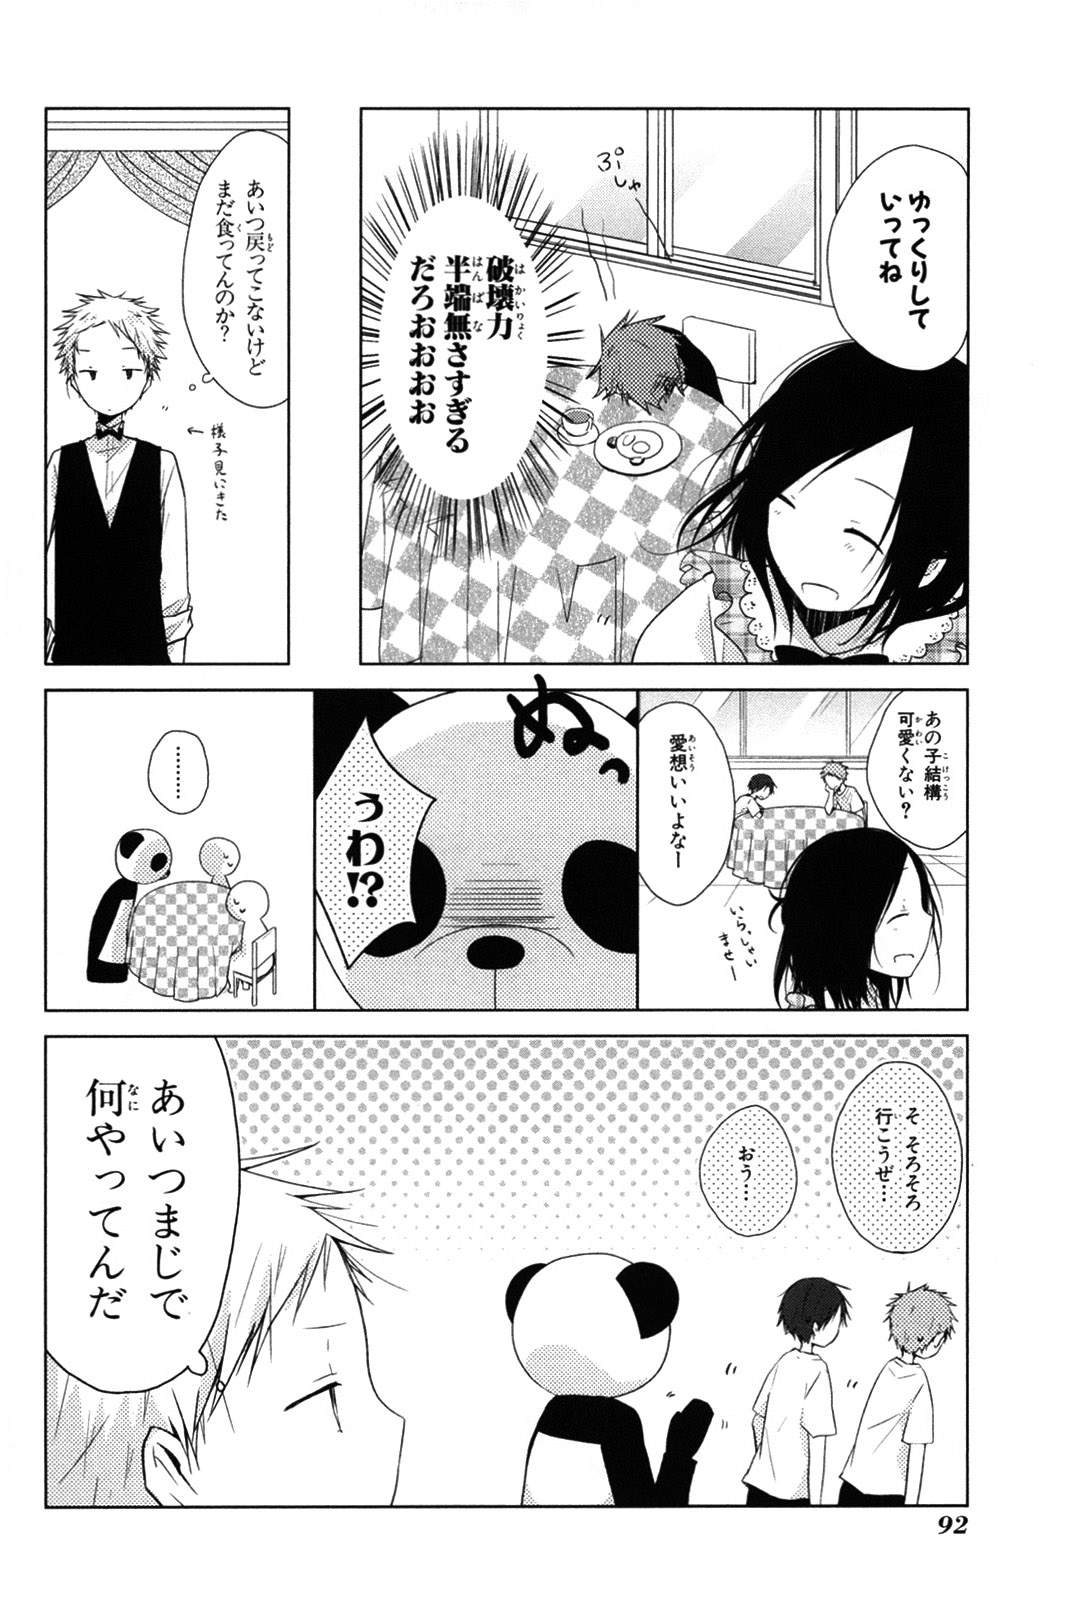 ゆっくりして
いってね
ぷしゃ
破壊力
半端無さすぎる
だろおおおお
あいつ戻ってこないけど
まだ食ってんのか?
←様子見にきた
あの子結構
可愛くない?
愛想いいよなー
いらっしゃい
ませー
ぬっ
うわ!?
………
そ そろそろ
行こうぜ…
おう…
あいつまじで
何やってんだ
92